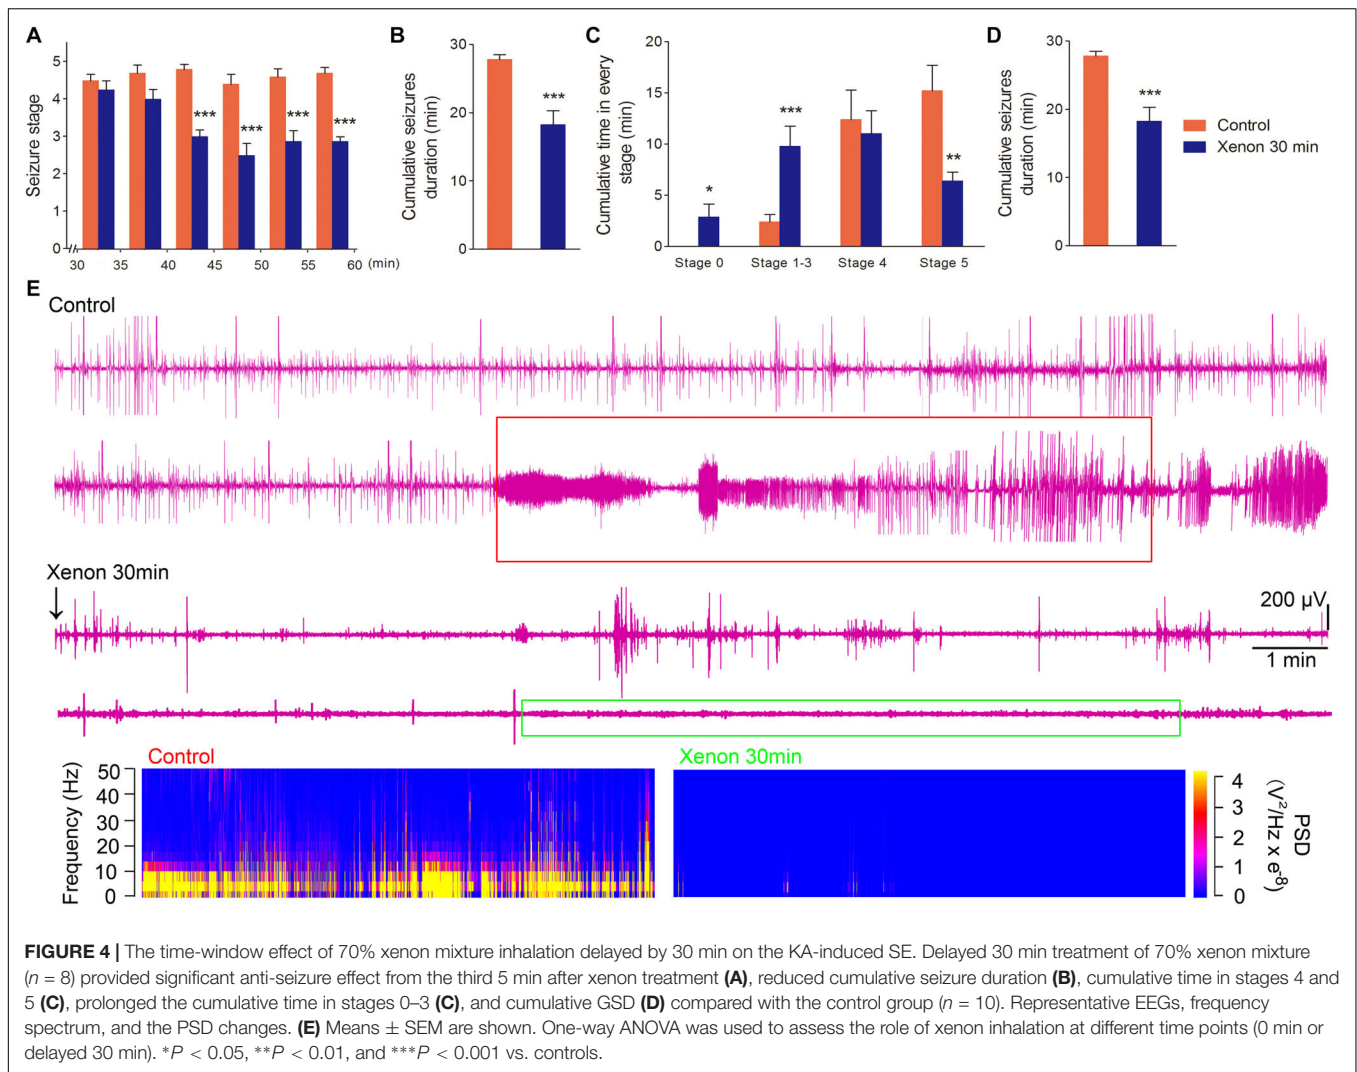 A
Seizure stage
5
4
3
2
1
0
***
***
***
***
30
35
40
45
50
55
60
(min)
B
Cumulative seizures
duration (min)
30
20
10
0
***
C
Cumulative time in every
stage (min)
20
15
10
5
0
*
***
**
Stage 0
Stage 1-3
Stage 4
Stage 5
D
Cumulative seizures
duration (min)
30
20
10
0
***
Control
Xenon 30 min
E
Control
Xenon 30min
200 µV
1 min
Control
Xenon 30min
Frequency (Hz)
50
40
30
20
10
0
4
3
2
1
0
PSD
(V²/Hz x e⁻⁸)
FIGURE 4 | The time-window effect of 70% xenon mixture inhalation delayed by 30 min on the KA-induced SE. Delayed 30 min treatment of 70% xenon mixture
(n = 8) provided significant anti-seizure effect from the third 5 min after xenon treatment (A), reduced cumulative seizure duration (B), cumulative time in stages 4 and
5 (C), prolonged the cumulative time in stages 0–3 (C), and cumulative GSD (D) compared with the control group (n = 10). Representative EEGs, frequency
spectrum, and the PSD changes. (E) Means ± SEM are shown. One-way ANOVA was used to assess the role of xenon inhalation at different time points (0 min or
delayed 30 min). *P < 0.05, **P < 0.01, and ***P < 0.001 vs. controls.